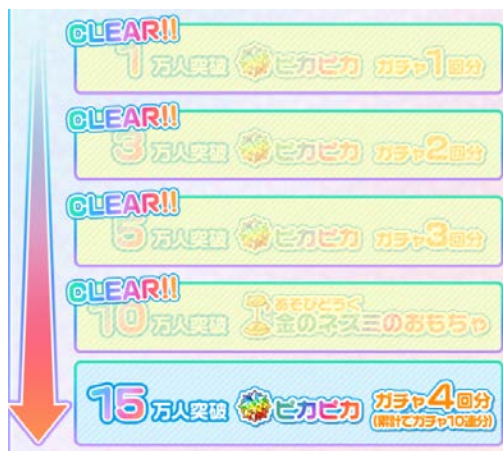 CLEAR!!
1万人突破 ピカピカ ガチャ1回分
CLEAR!!
3万人突破 ピカピカ ガチャ2回分
CLEAR!!
5万人突破 ピカピカ ガチャ3回分
CLEAR!!
10万人突破 あそびどうぐ
金のネズミのおもちゃ
15万人突破 ピカピカ ガチャ4回分
(累計でガチャ10連分)